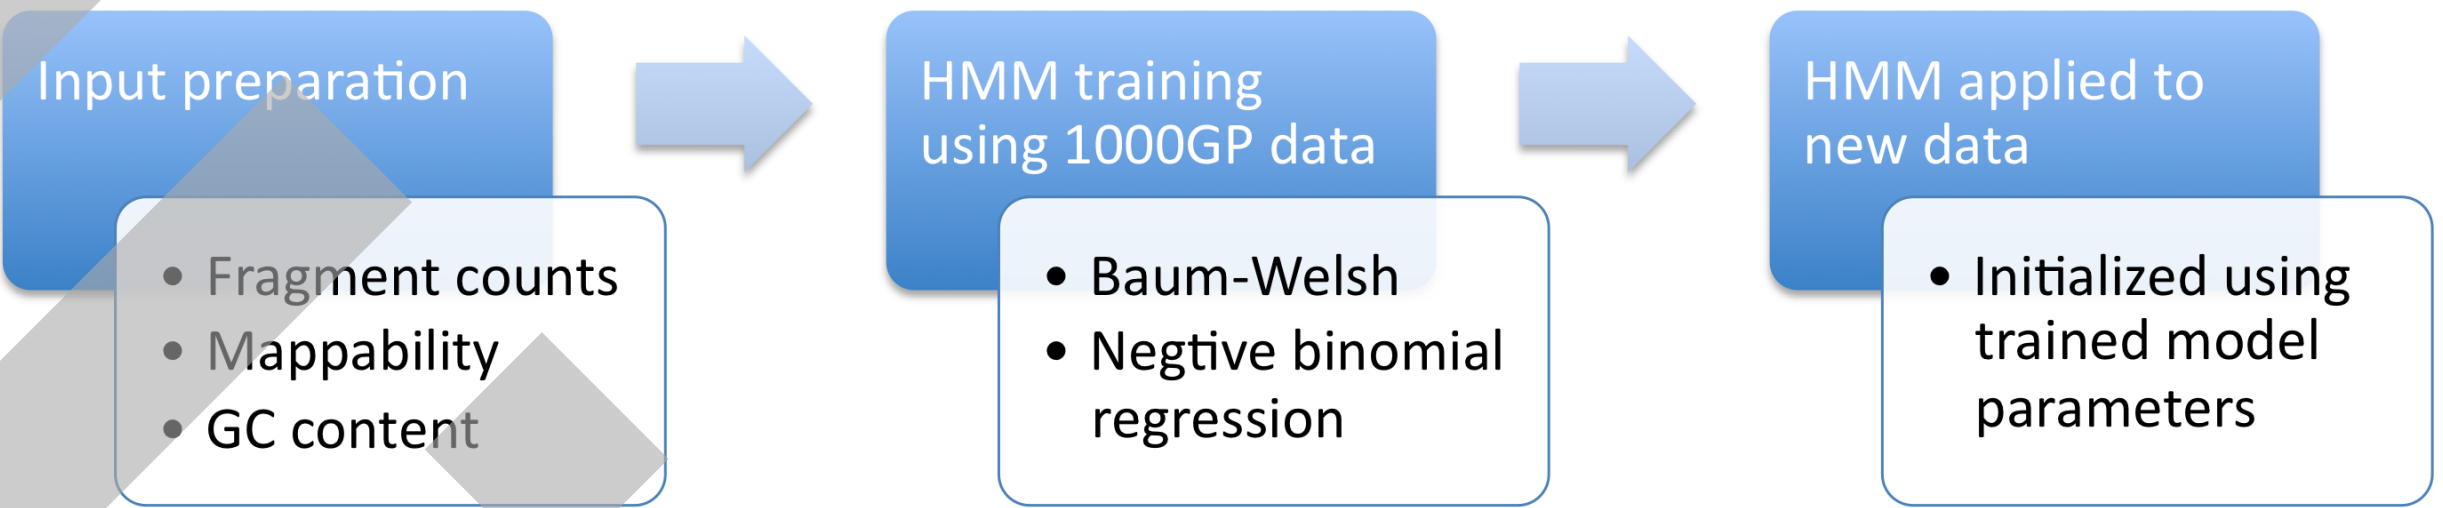 Input preparation
• Fragment counts
• Mappability
• GC content
HMM training
using 1000GP data
• Baum-Welsh
• Negtive binomial
regression
HMM applied to
new data
• Initialized using
trained model
parameters